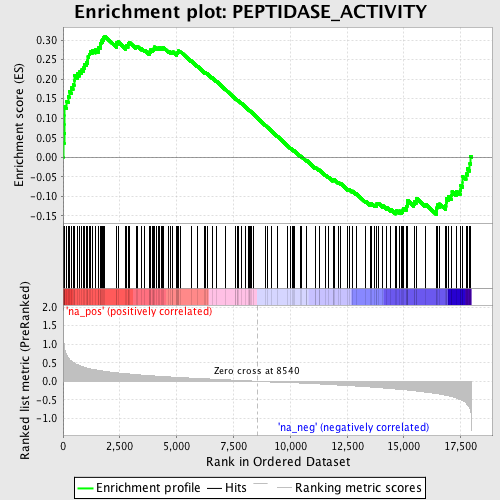 Enrichment plot: PEPTIDASE_ACTIVITY
Enrichment score (ES)
0.30
0.25
0.20
0.15
0.10
0.05
0.00
-0.05
-0.10
-0.15
Ranked list metric (PreRanked)
'na_pos' (positively correlated)
2.0
1.5
1.0
0.5
0.0
-0.5
-1.0
Zero cross at 8540
'na_neg' (negatively correlated)
0
2,500
5,000
7,500
10,000
12,500
15,000
17,500
Rank in Ordered Dataset
Enrichment profile
Hits
Ranking metric scores